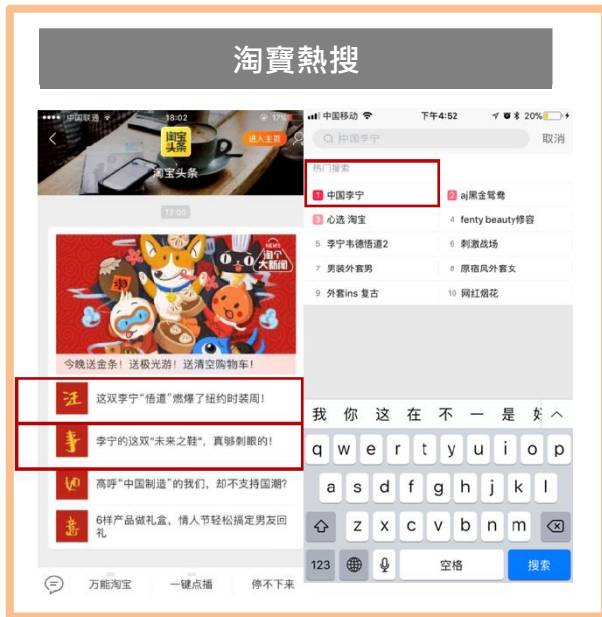 淘寶熱搜
中国联通
18:02
17%
淘宝头条
进入主页
淘宝头条
13:00
NEWS
淘个大新闻
今晚送金条！送极光游！送清空购物车！
汪
这双李宁“悟道”燃爆了纽约时装周！
事
李宁的这双"未来之鞋"，真够刺眼的！
如
高呼“中国制造”的我们，却不支持国潮？
意
6样产品做礼盒，情人节轻松搞定男友回
礼
万能淘宝
一键点播
停不下来
中国移动
下午4:52
20%
中国李宁
取消
热门搜索
1 中国李宁
2 aj黑金鸳鸯
3 心选 淘宝
4 fenty beauty修容
5 李宁韦德悟道2
6 刺激战场
7 男装外套男
8 原宿风外套女
9 外套ins 复古
10 网红烟花
我 你 这 在 不 一 是
q w e r t y u i o p
a s d f g h j k l
z x c v b n m
123
空格
搜索